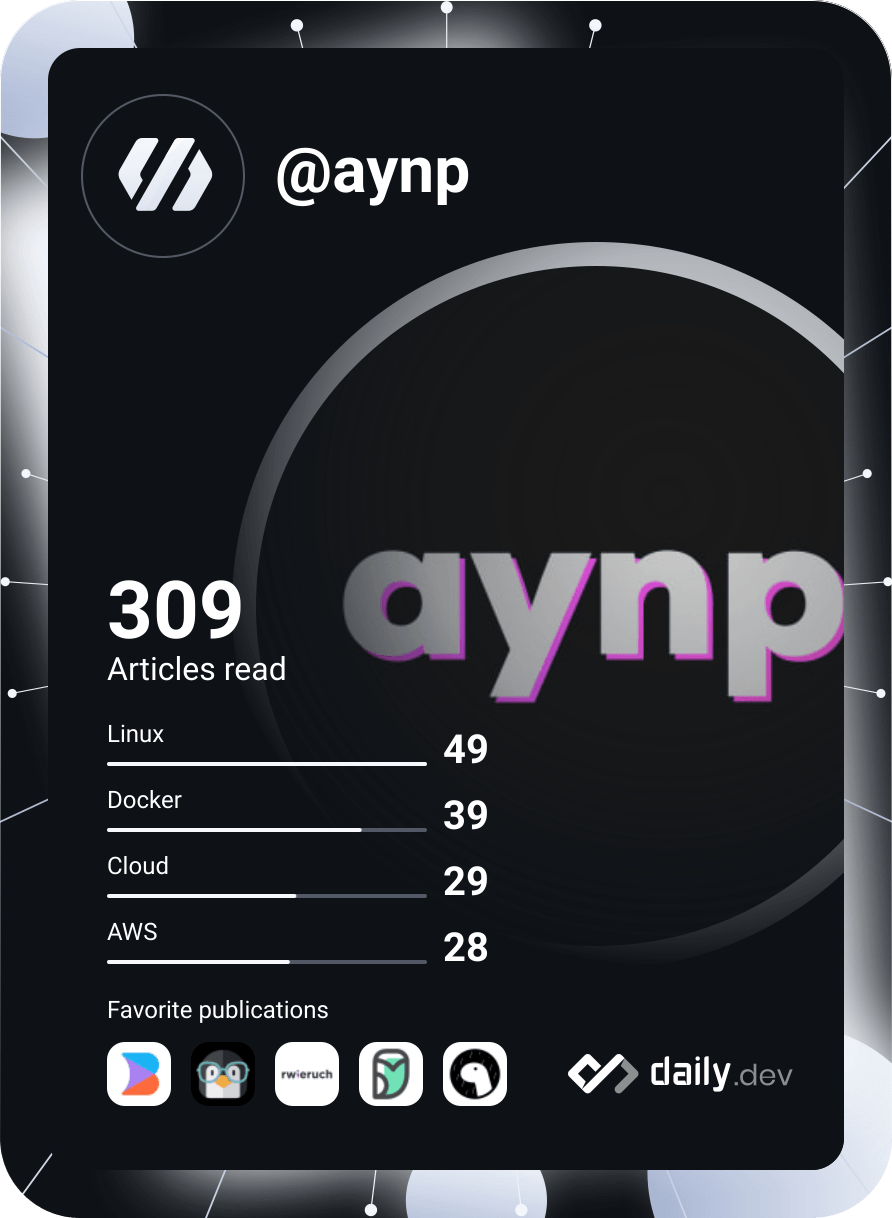 @aynp
aynp
309
Articles read
Linux
49
Docker
39
Cloud
29
AWS
28
Favorite publications
rwieruch
daily.dev